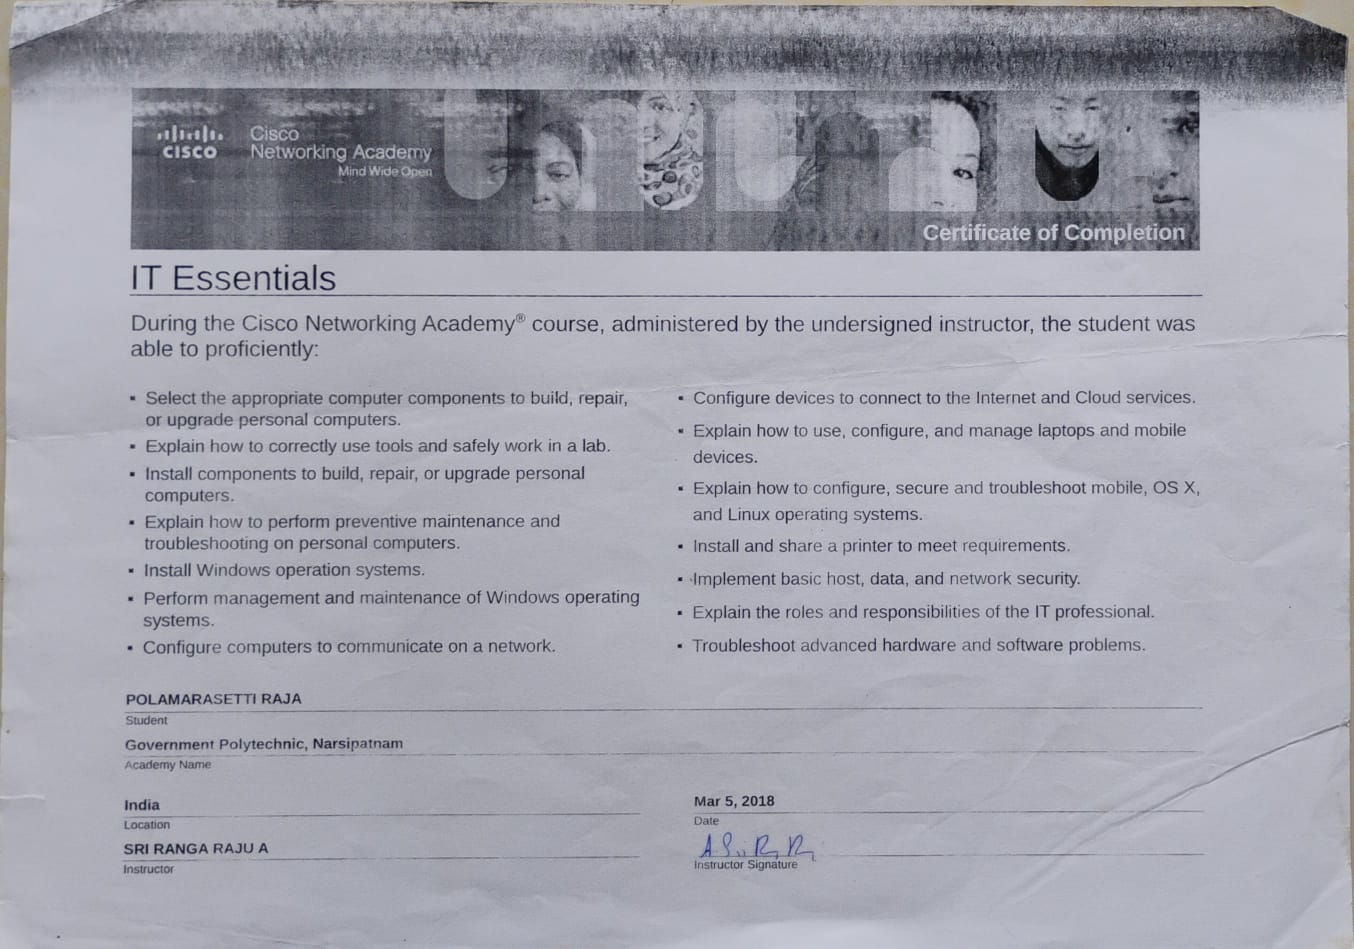 CISCO
Cisco
Networking Academy
Mind Wide Open
Certificate of Completion
IT Essentials
During the Cisco Networking Academy® course, administered by the undersigned instructor, the student was
able to proficiently:
▪ Select the appropriate computer components to build, repair,
or upgrade personal computers.
▪ Explain how to correctly use tools and safely work in a lab.
▪ Install components to build, repair, or upgrade personal
computers.
▪ Explain how to perform preventive maintenance and
troubleshooting on personal computers.
▪ Install Windows operation systems.
▪ Perform management and maintenance of Windows operating
systems.
▪ Configure computers to communicate on a network.
▪ Configure devices to connect to the Internet and Cloud services.
▪ Explain how to use, configure, and manage laptops and mobile
devices.
▪ Explain how to configure, secure and troubleshoot mobile, OS X,
and Linux operating systems.
▪ Install and share a printer to meet requirements.
▪ Implement basic host, data, and network security.
▪ Explain the roles and responsibilities of the IT professional.
▪ Troubleshoot advanced hardware and software problems.
POLAMARASETTI RAJA
Student
Government Polytechnic, Narsipatnam
Academy Name
India
Location
Mar 5, 2018
Date
SRI RANGA RAJU A
Instructor
Instructor Signature